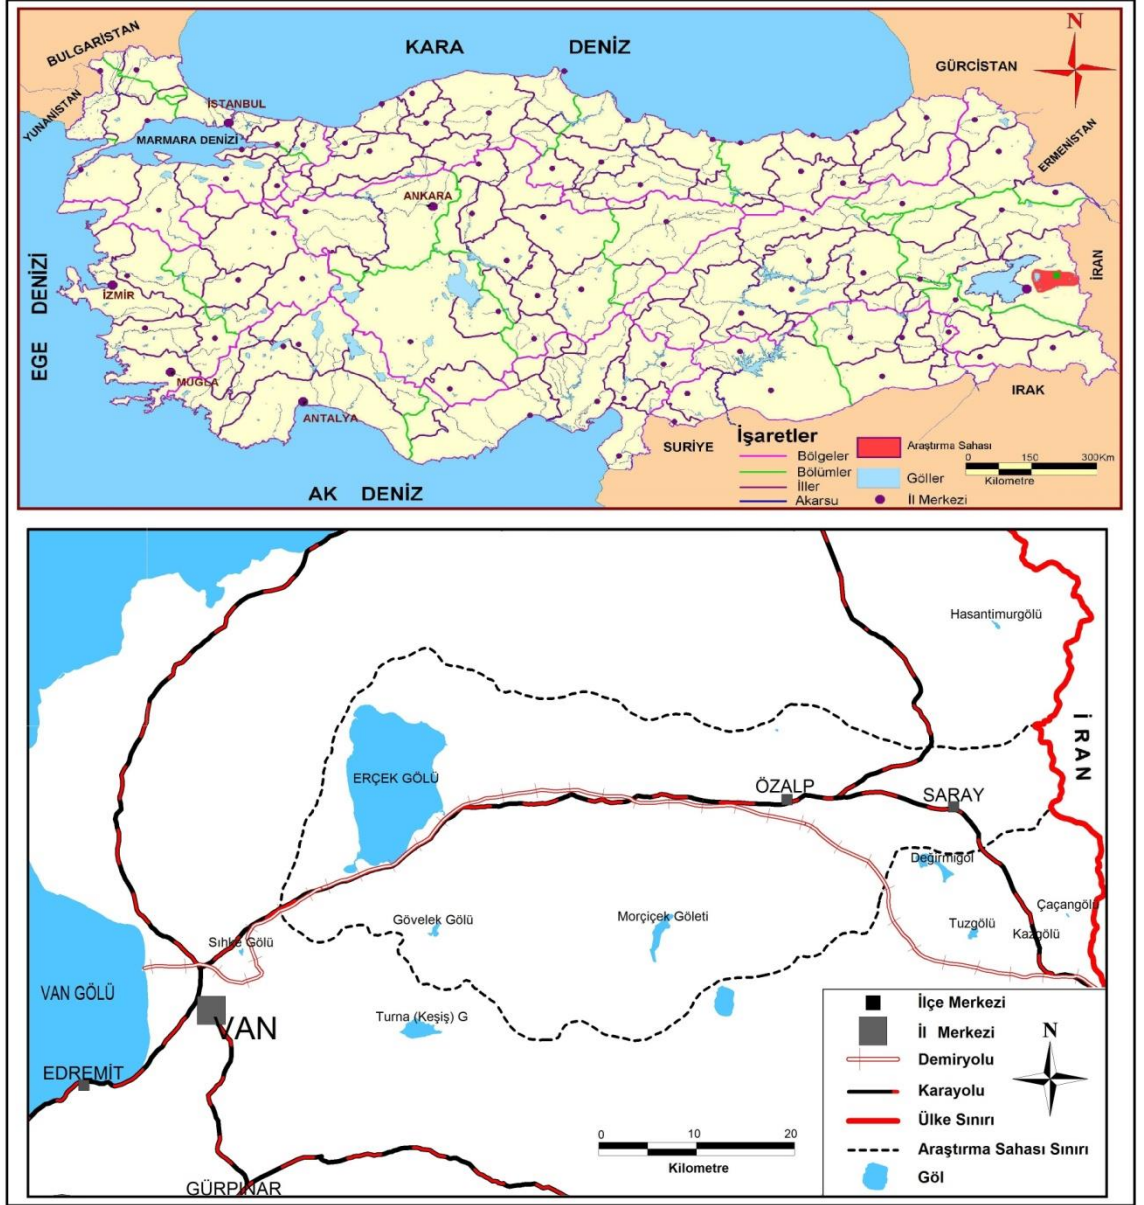 BULGARİSTAN
KARA DENİZ
GÜRCİSTAN
N
YUNANİSTAN
İSTANBUL
MARMARA DENİZİ
ERMENİSTAN
ANKARA
İRAN
EGE DENİZİ
İZMİR
MUĞLA
ANTALYA
IRAK
SURİYE
AK DENİZ
İşaretler
Bölgeler
Bölümler
İller
Akarsu
Araştırma Sahası
Göller
İl Merkezi
0 150 300Km
Kilometre
Hasantimurgölü
İRAN
ERÇEK GÖLÜ
ÖZALP
SARAY
Değirmigöl
Gövelek Gölü
Morçiçek Göleti
Çaçangölü
Tuzgölü
Kazgölü
Sıhke Gölü
VAN GÖLÜ
VAN
Turna (Keşiş) G
EDREMİT
GÜRPINAR
0 10 20
Kilometre
İlçe Merkezi
İl Merkezi
Demiryolu
Karayolu
Ülke Sınırı
Araştırma Sahası Sınırı
Göl
N